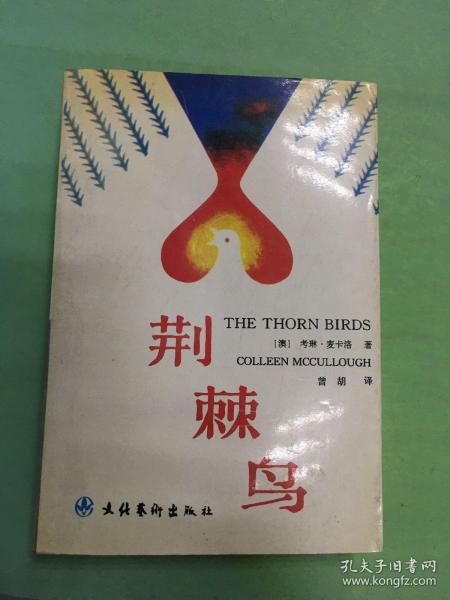 THE THORN BIRDS
[澳] 考琳·麦卡洛 著
COLLEEN MCCULLOUGH
曾胡 译
荆
棘
鸟
文化艺术出版社
孔夫子旧书网
www.kongfz.com